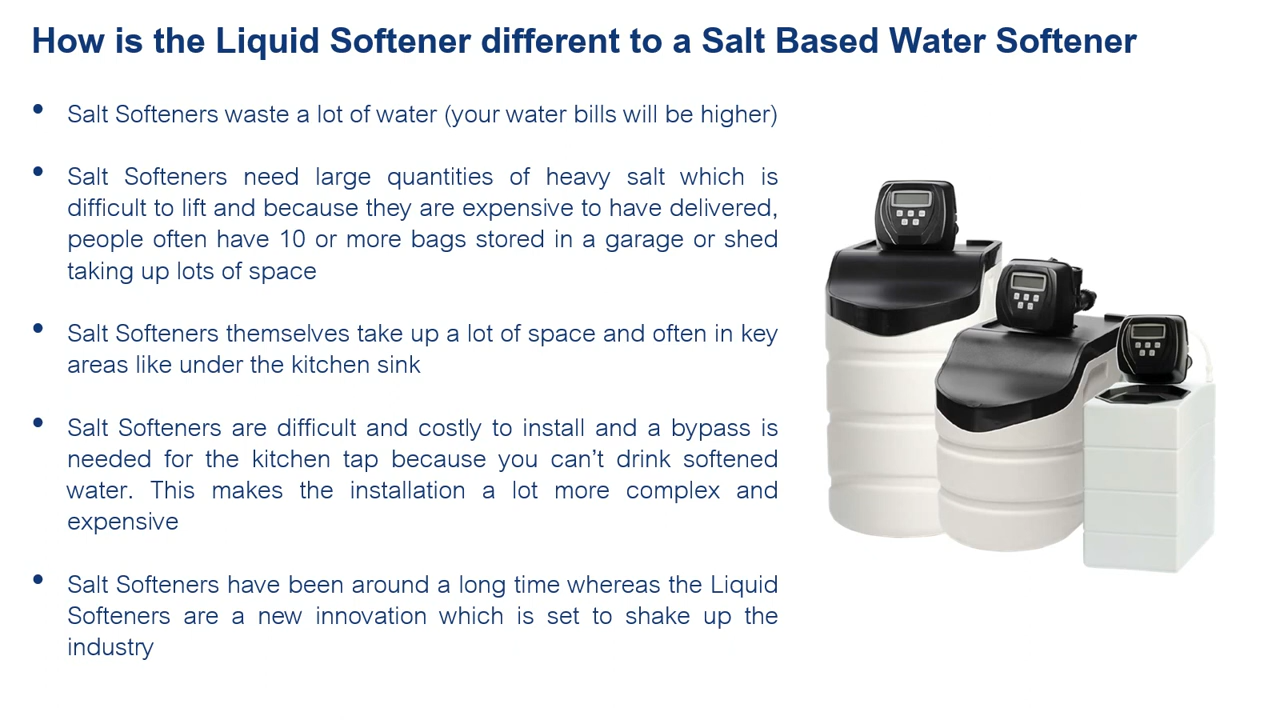 How is the Liquid Softener different to a Salt Based Water Softener
• Salt Softeners waste a lot of water (your water bills will be higher)
• Salt Softeners need large quantities of heavy salt which is
difficult to lift and because they are expensive to have delivered,
people often have 10 or more bags stored in a garage or shed
taking up lots of space
• Salt Softeners themselves take up a lot of space and often in key
areas like under the kitchen sink
• Salt Softeners are difficult and costly to install and a bypass is
needed for the kitchen tap because you can’t drink softened
water. This makes the installation a lot more complex and
expensive
• Salt Softeners have been around a long time whereas the Liquid
Softeners are a new innovation which is set to shake up the
industry